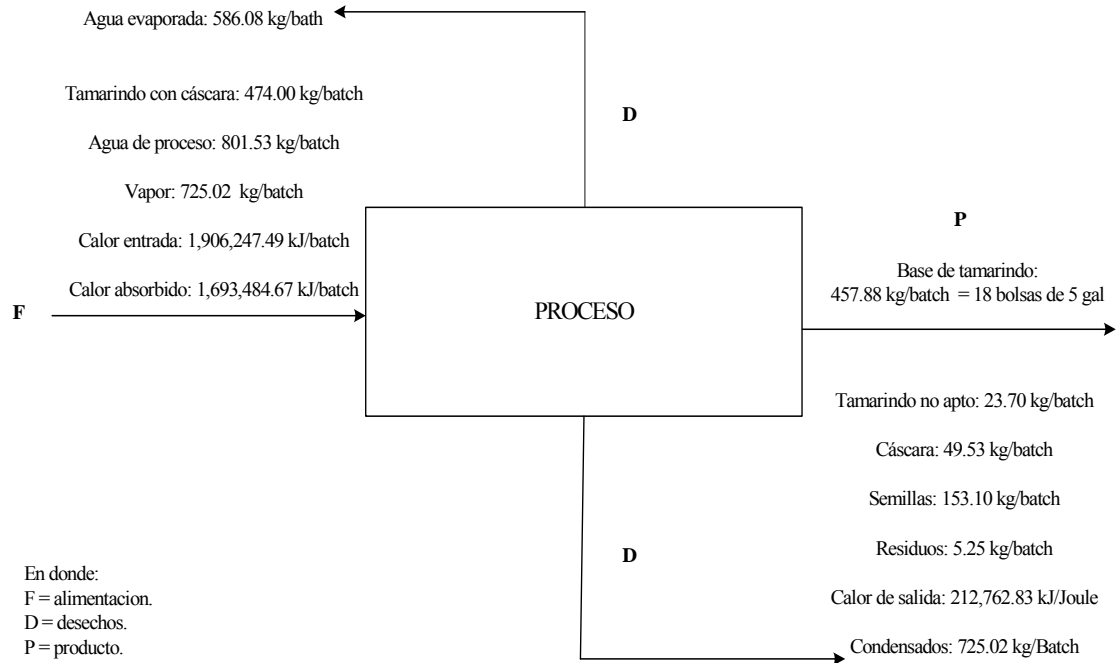 Agua evaporada: 586.08 kg/bath
Tamarindo con cáscara: 474.00 kg/batch
Agua de proceso: 801.53 kg/batch
Vapor: 725.02 kg/batch
Calor entrada: 1,906,247.49 kJ/batch
Calor absorbido: 1,693,484.67 kJ/batch
F
D
PROCESO
P
Base de tamarindo:
457.88 kg/batch = 18 bolsas de 5 gal
Tamarindo no apto: 23.70 kg/batch
Cáscara: 49.53 kg/batch
Semillas: 153.10 kg/batch
Residuos: 5.25 kg/batch
Calor de salida: 212,762.83 kJ/Joule
Condensados: 725.02 kg/Batch
D
En donde:
F = alimentacion.
D = desechos.
P = producto.